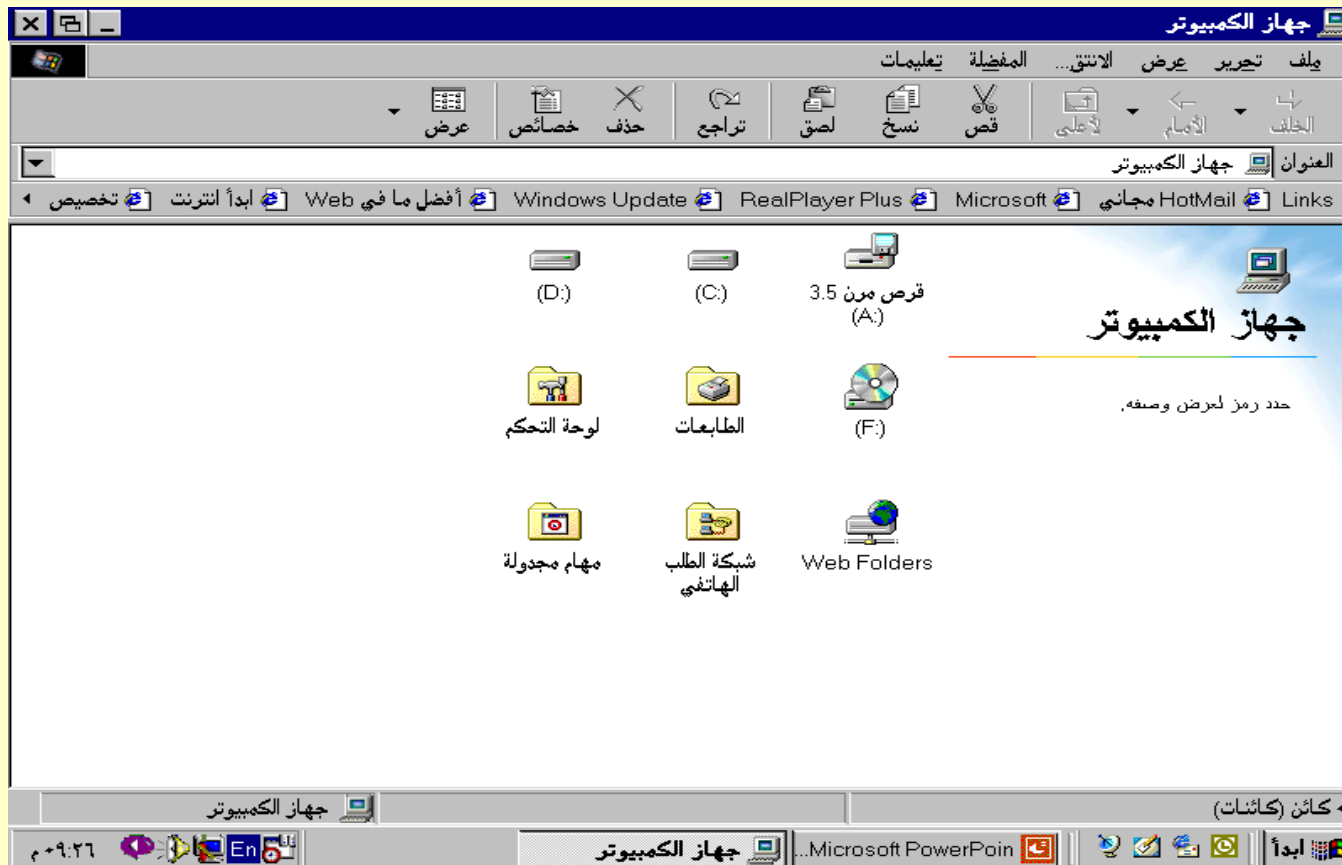 جهاز الكمبيوتر
ملف تحرير عرض الانتق... المفضلة تعليمات
الخلف الأمام لأعلى قص نسخ لصق تراجع حذف خصائص عرض
العنوان جهاز الكمبيوتر
Links HotMail مجاني Microsoft RealPlayer Plus Windows Update أفضل ما في Web ابدأ انترنت تخصيص
جهاز الكمبيوتر
حدد رمز لعرض وصفه.
قرص مرن 3.5 (C:) (D:)
(A:)
(F:) الطابعات لوحة التحكم
Web Folders شبكة الطلب مهام مجدولة
الهاتفي
كائن (كائنات) جهاز الكمبيوتر
ابدأ Microsoft PowerPoin... جهاز الكمبيوتر En ٠٩:٢٦ م